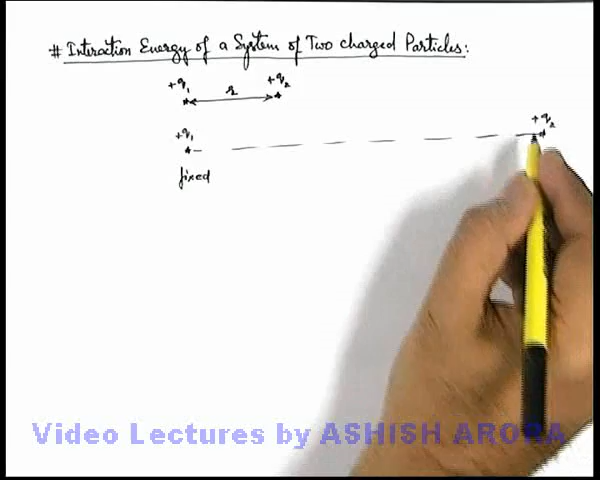 # Interaction Energy of a System of Two charged Particles:
+q₁ r +q₂
+q₁ +q₂
fixed
Video Lectures by ASHISH ARORA